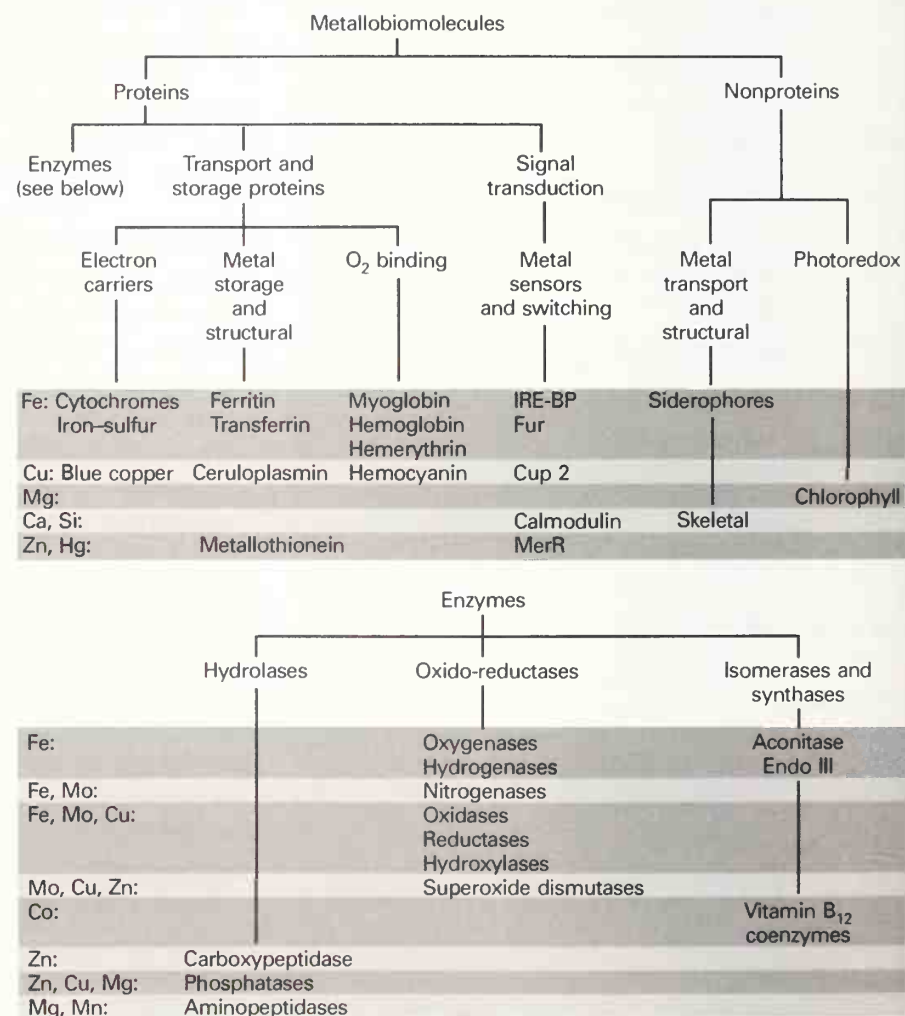 Metallobiomolecules
Proteins Nonproteins
Enzymes Transport and Signal
(see below) storage proteins transduction
Electron Metal O₂ binding Metal Metal Photoredox
carriers storage sensors transport
and and switching and
structural structural
Fe: Cytochromes Ferritin Myoglobin IRE-BP Siderophores
Iron–sulfur Transferrin Hemoglobin Fur
Hemerythrin
Cu: Blue copper Ceruloplasmin Hemocyanin Cup 2
Mg: Chlorophyll
Ca, Si: Calmodulin Skeletal
Zn, Hg: Metallothionein MerR
Enzymes
Hydrolases Oxido-reductases Isomerases and
synthases
Fe: Oxygenases Aconitase
Hydrogenases Endo III
Fe, Mo: Nitrogenases
Fe, Mo, Cu: Oxidases
Reductases
Hydroxylases
Mo, Cu, Zn: Superoxide dismutases
Co: Vitamin B₁₂
coenzymes
Zn: Carboxypeptidase
Zn, Cu, Mg: Phosphatases
Mg, Mn: Aminopeptidases